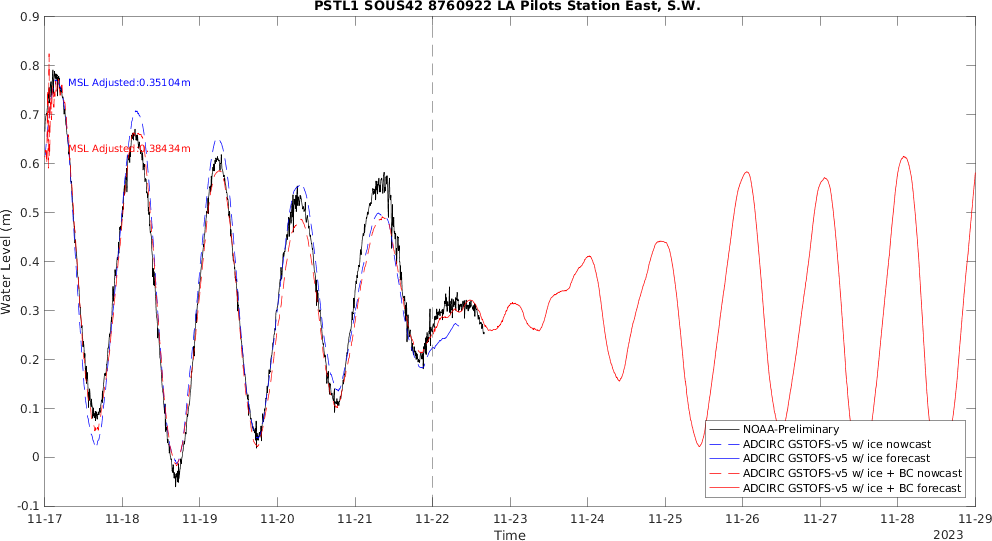 PSTL1 SOUS42 8760922 LA Pilots Station East, S.W.
Water Level (m)
0.9
0.8
0.7
0.6
0.5
0.4
0.3
0.2
0.1
0
-0.1
MSL Adjusted:0.35104m
MSL Adjusted:0.38434m
NOAA-Preliminary
ADCIRC GSTOFS-v5 w/ ice nowcast
ADCIRC GSTOFS-v5 w/ ice forecast
ADCIRC GSTOFS-v5 w/ ice + BC nowcast
ADCIRC GSTOFS-v5 w/ ice + BC forecast
11-17 11-18 11-19 11-20 11-21 11-22 11-23 11-24 11-25 11-26 11-27 11-28 11-29
Time
2023